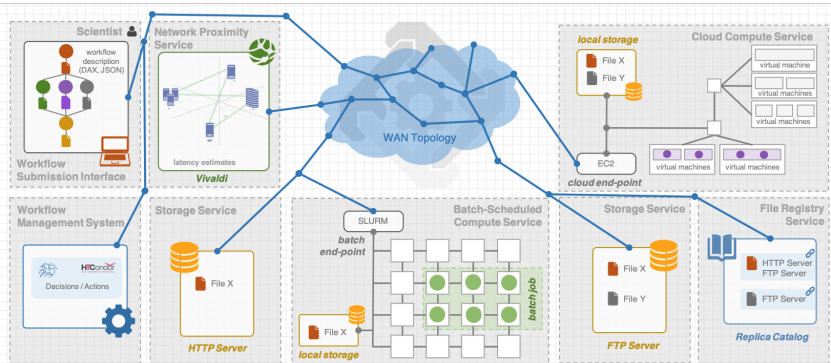 Scientist
workflow
description
(DAX, JSON)
Workflow
Submission Interface
Network Proximity
Service
latency estimates
Vivaldi
WAN Topology
local storage
File X
File Y
Cloud Compute Service
virtual machine
virtual machines
virtual machines
virtual machines
virtual machines
EC2
cloud end-point
Workflow
Management System
HTCondor
Decisions / Actions
Storage Service
File X
HTTP Server
SLURM
batch
end-point
Batch-Scheduled
Compute Service
batch job
File X
local storage
Storage Service
File X
File Y
FTP Server
File Registry
Service
HTTP Server
FTP Server
FTP Server
Replica Catalog